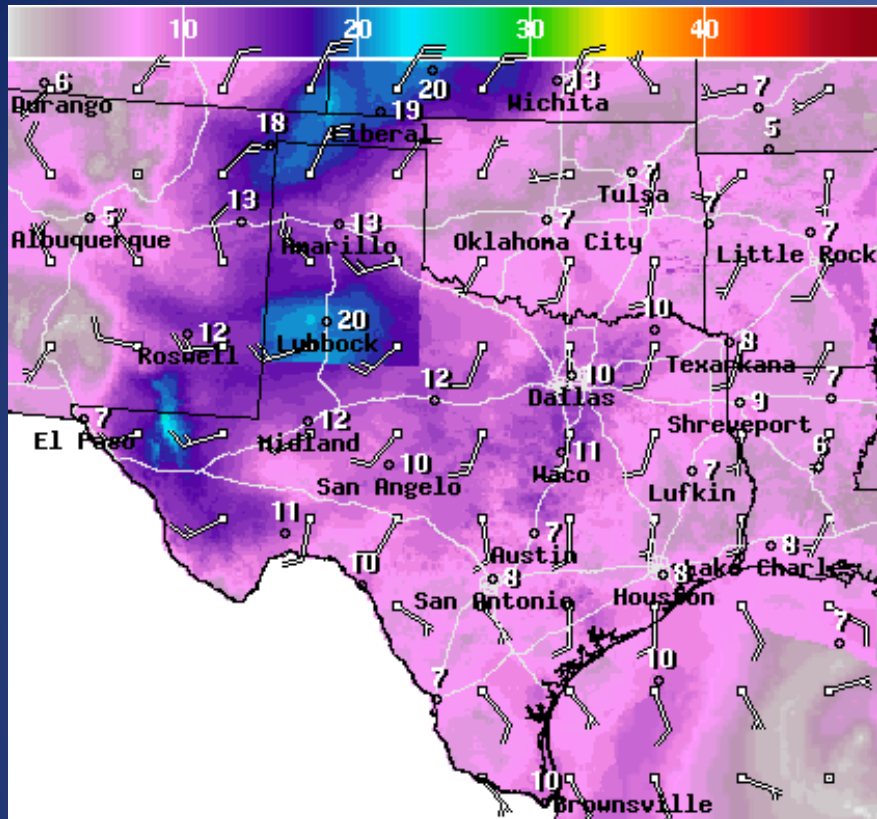 10 20 30 40
6 20 13 7
Durango Wichita
19
18 Liberal 5
7 7
Tulsa
5 13 13 7 7
Albuquerque Amarillo Oklahoma City Little Rock
20 10
12 Lubbock 8
Roswell Texarkana
10
12 Dallas 7
7 12 9
El Paso Midland Shreveport
10 11 7 6
San Angelo Waco Lufkin
11 7 8
Austin Lake Charles
10 8 8
San Antonio Houston
7
7 10
10
Brownsville